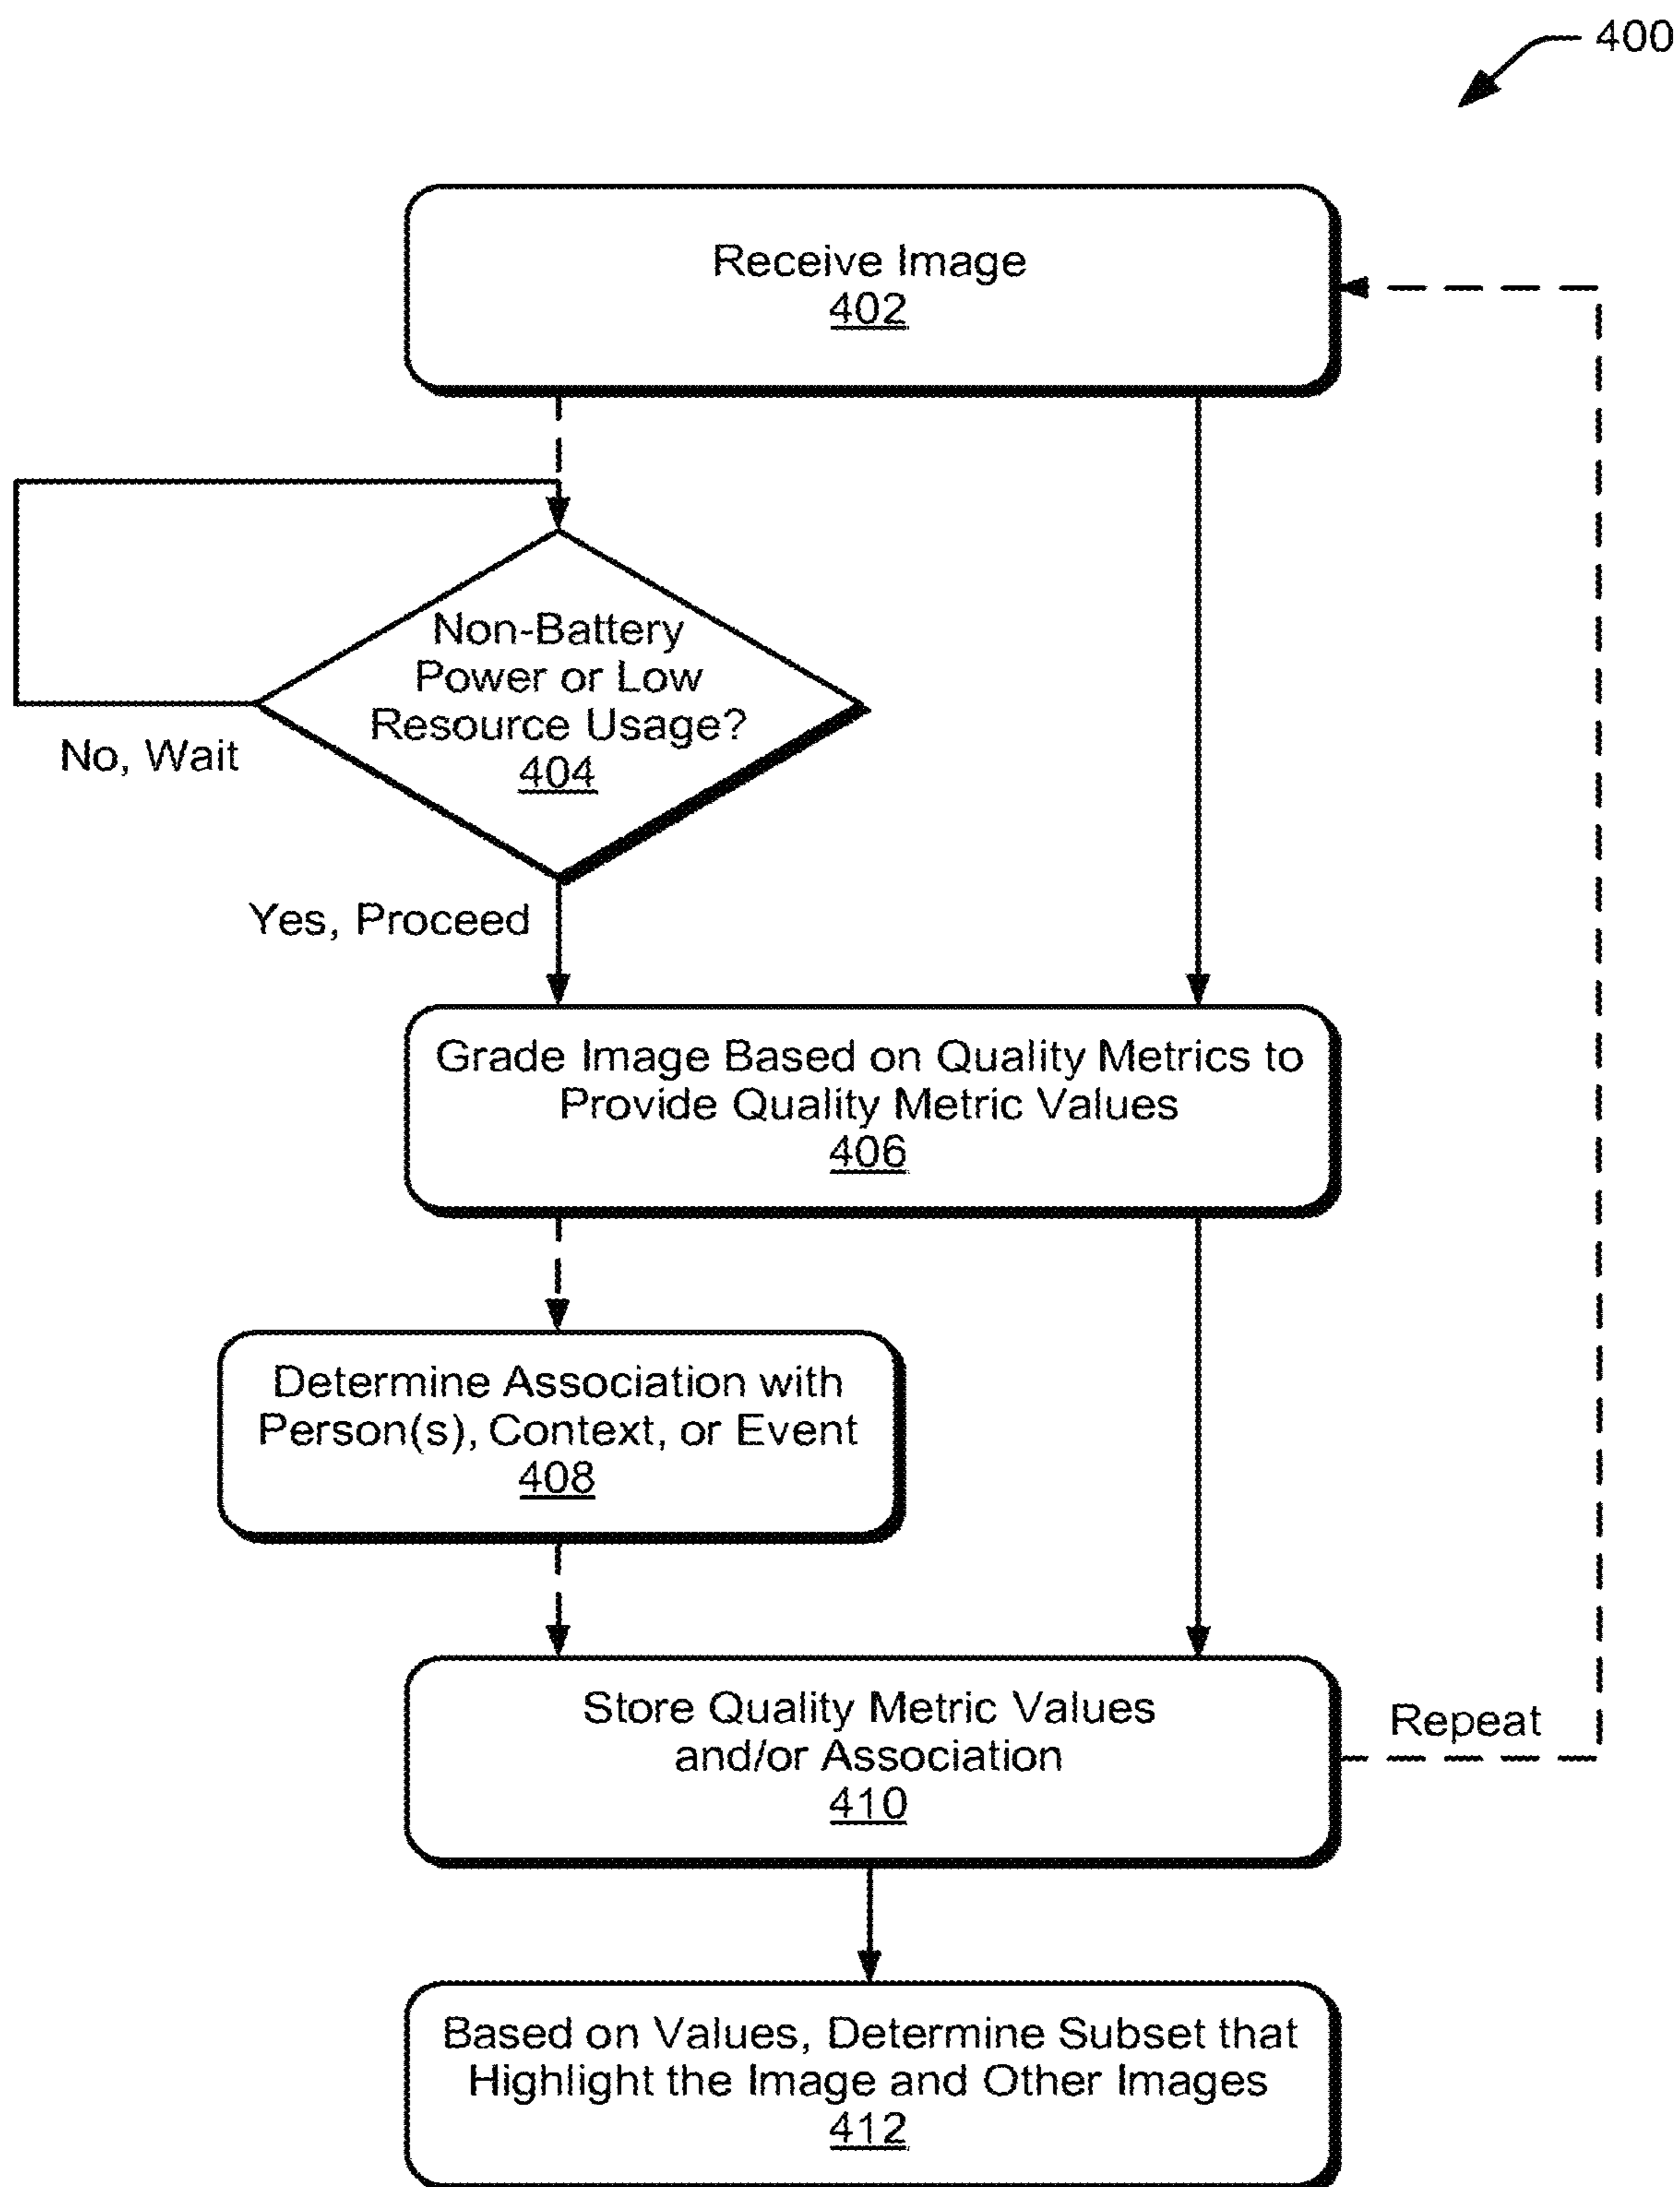 400
Receive Image
402
Non-Battery
Power or Low
Resource Usage?
404
No, Wait
Yes, Proceed
Grade Image Based on Quality Metrics to
Provide Quality Metric Values
406
Determine Association with
Person(s), Context, or Event
408
Store Quality Metric Values
and/or Association
410
Repeat
Based on Values, Determine Subset that
Highlight the Image and Other Images
412